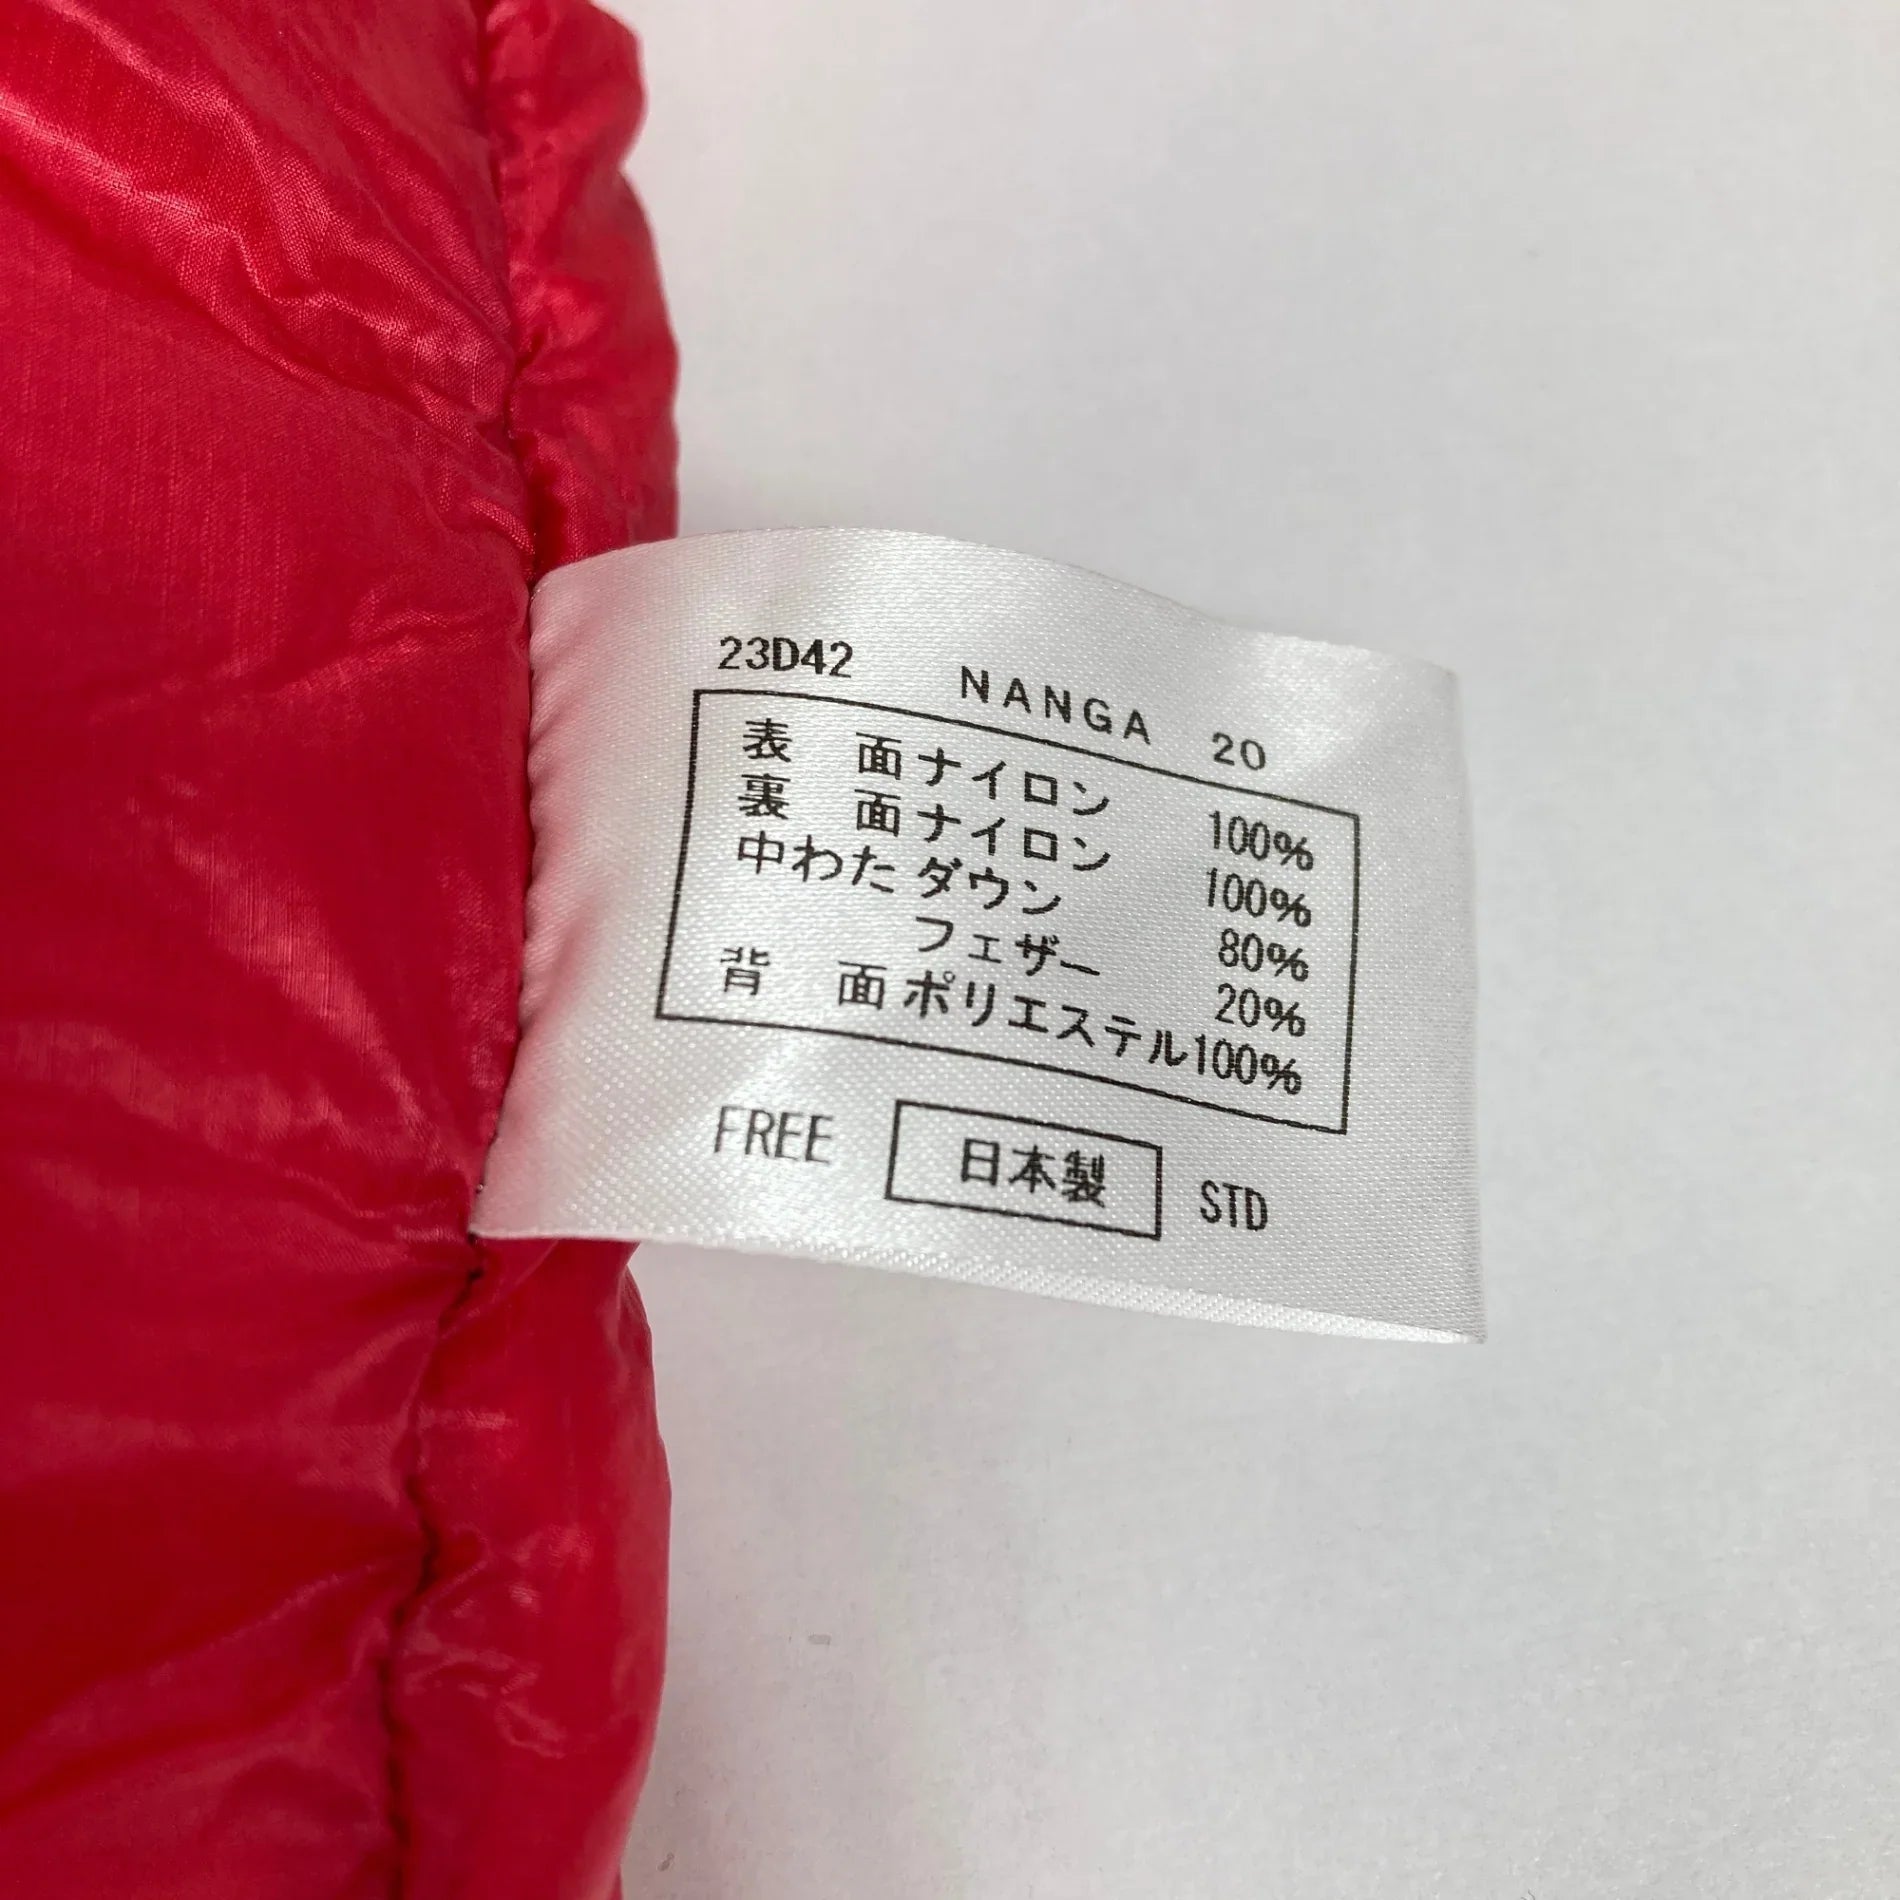 23D42 NANGA 20
表 面 ナイロン 100%
裏 面 ナイロン 100%
中わた ダウン 80%
フェザー 20%
背 面 ポリエステル 100%
FREE 日本製 STD